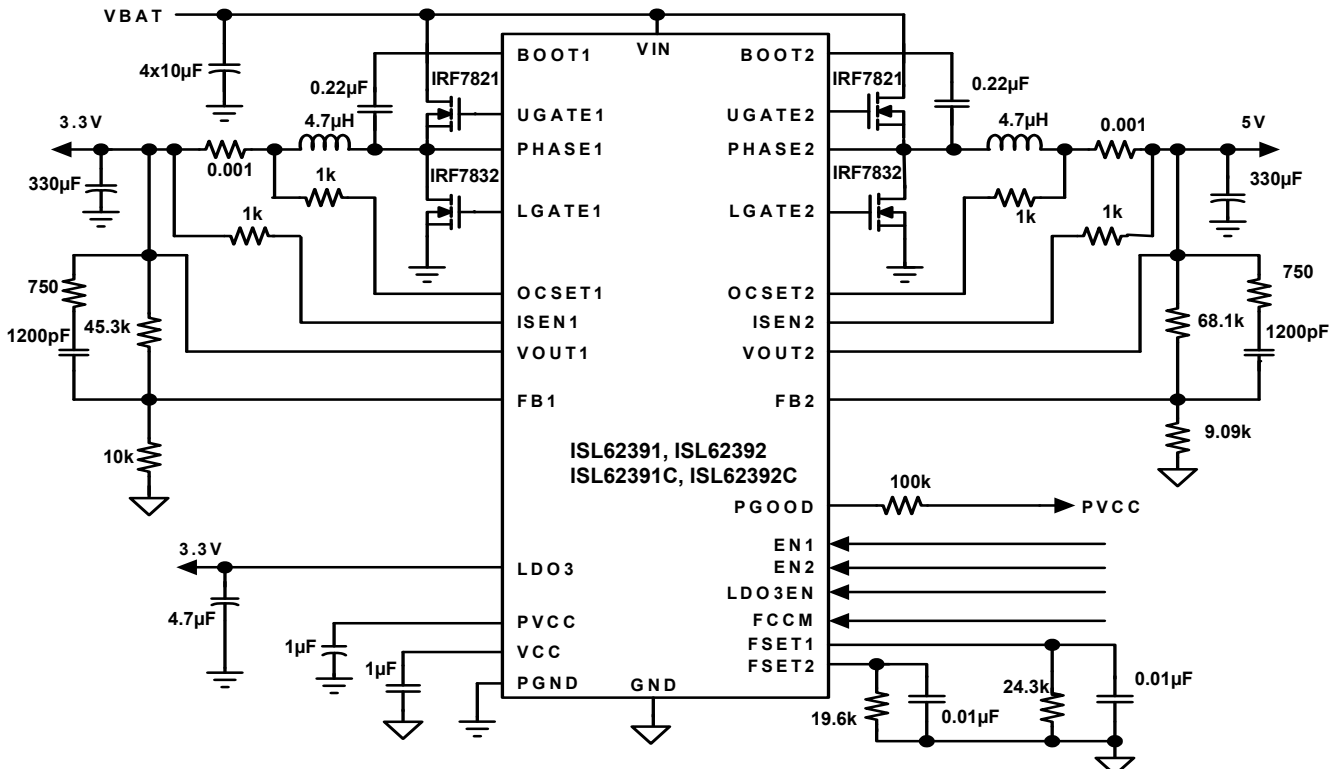 VBAT
VIN
4x10µF
BOOT1
BOOT2
IRF7821
IRF7821
0.22µF
0.22µF
UGATE1
UGATE2
3.3V
4.7µH
4.7µH
0.001
5V
PHASE1
PHASE2
0.001
330µF
1k
IRF7832
IRF7832
330µF
1k
LGATE1
LGATE2
1k
1k
750
OCSET1
OCSET2
750
1200pF
45.3k
ISEN1
ISEN2
68.1k
1200pF
VOUT1
VOUT2
FB1
FB2
10k
9.09k
ISL62391, ISL62392
ISL62391C, ISL62392C
100k
PGOOD
PVCC
EN1
3.3V
LDO3
EN2
LDO3EN
4.7µF
PVCC
FCCM
1µF
FSET1
VCC
FSET2
1µF
PGND
GND
19.6k
0.01µF
24.3k
0.01µF